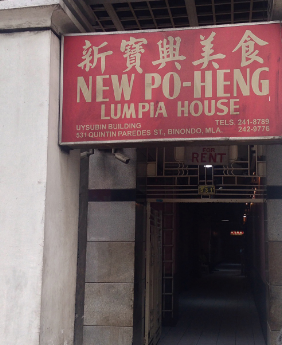 新寶興美食
NEW PO-HENG
LUMPIA HOUSE
UYSUBIN BUILDING TELS. 241-8789
531 QUINTIN PAREDES ST., BINONDO, MLA. 242-9776
FOR
RENT